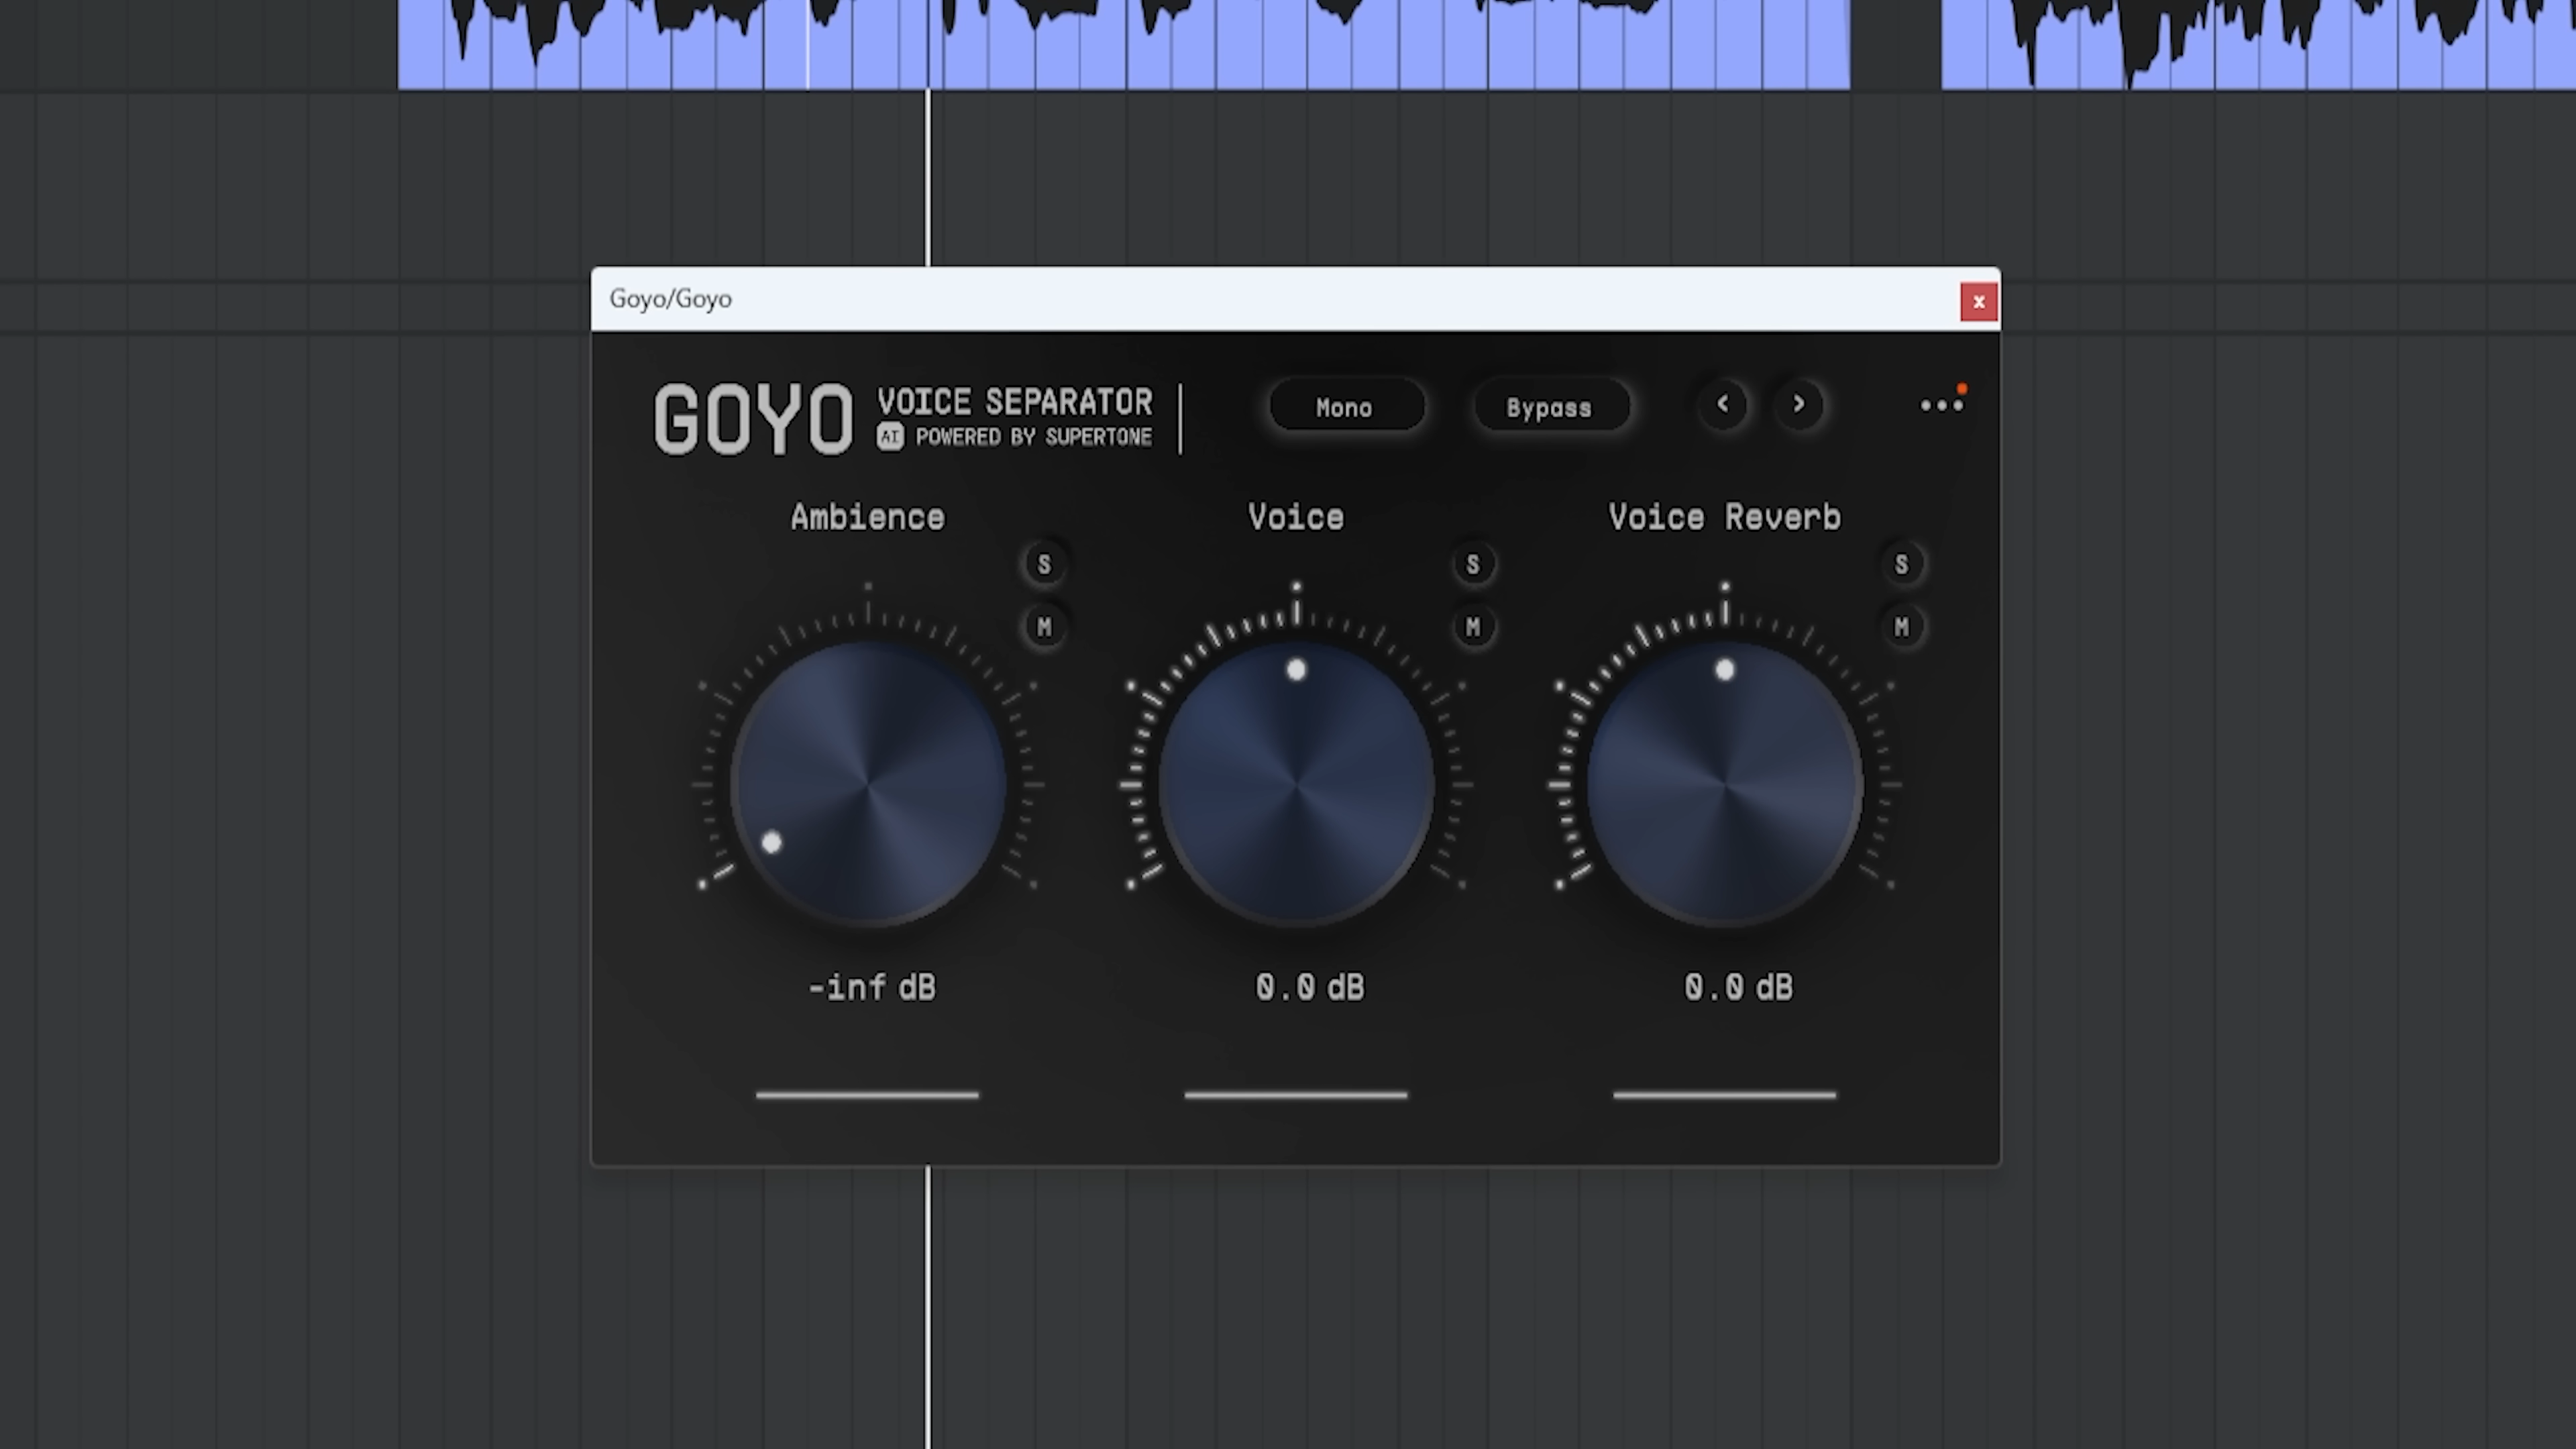 Goyo/Goyo
x
GOYO VOICE SEPARATOR
AI POWERED BY SUPERTONE
Mono
Bypass
<
>
Ambience
S
M
-inf dB
Voice
S
M
0.0 dB
Voice Reverb
S
M
0.0 dB